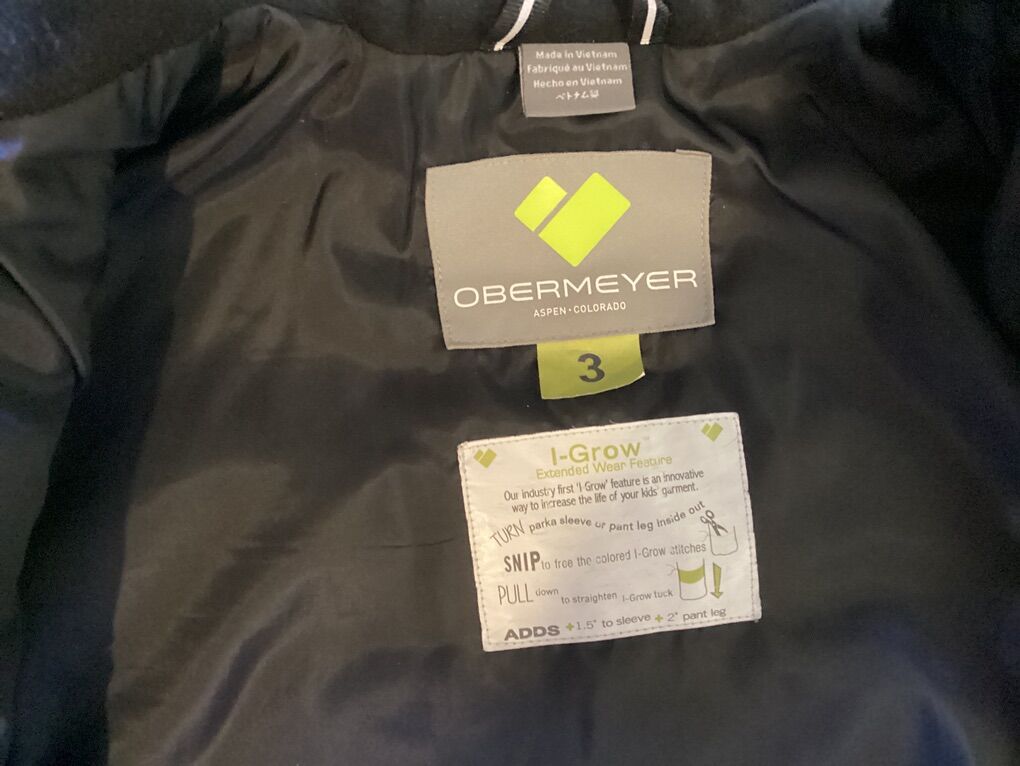 Made in Vietnam
Fabriqué au Vietnam
Hecho en Vietnam
ベトナム製
OBERMEYER
ASPEN • COLORADO
3
I-Grow™
Extended Wear Feature
Our industry first 'I-Grow' feature is an innovative
way to increase the life of your kids' garment.
TURN parka sleeve or pant leg inside out
SNIP to free the colored I-Grow stitches
PULL down to straighten I-Grow tuck
ADDS +1.5" to sleeve + 2" pant leg